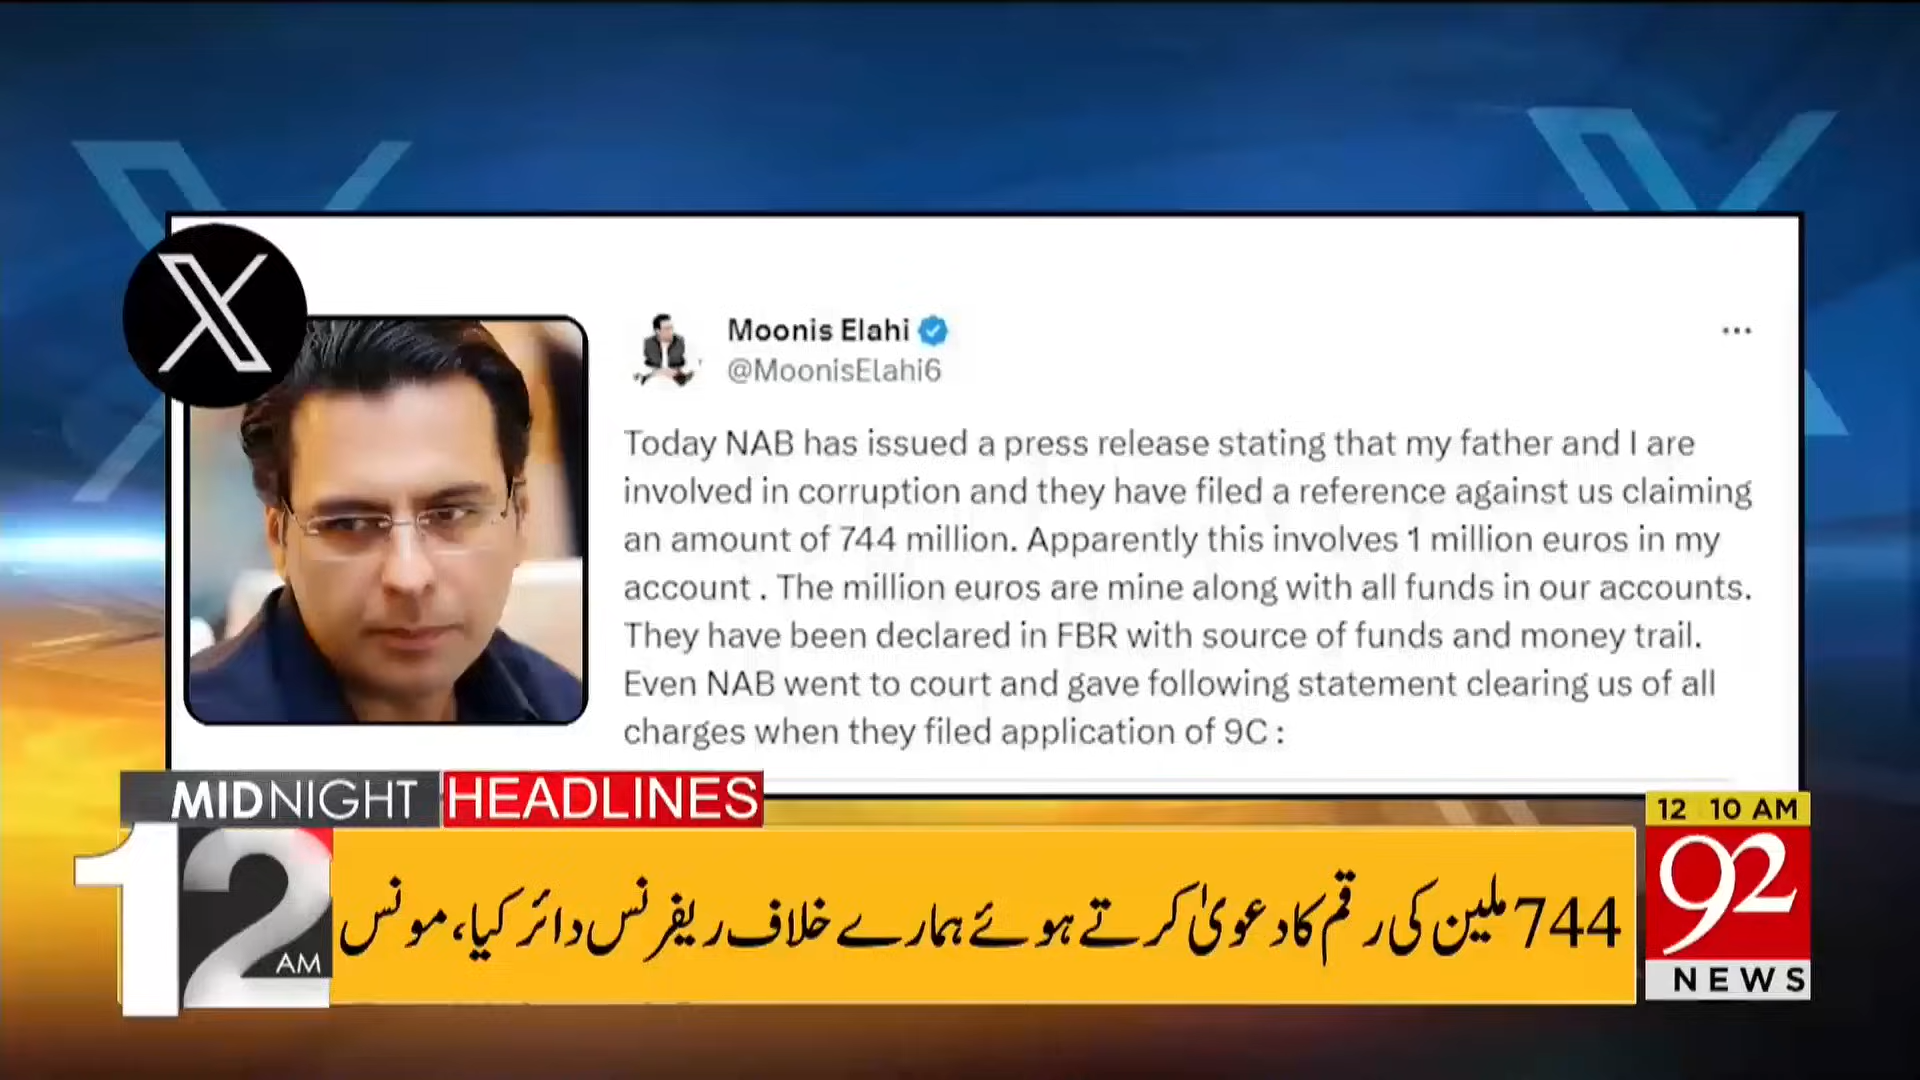 Moonis Elahi
@MoonisElahi6
Today NAB has issued a press release stating that my father and I are
involved in corruption and they have filed a reference against us claiming
an amount of 744 million. Apparently this involves 1 million euros in my
account . The million euros are mine along with all funds in our accounts.
They have been declared in FBR with source of funds and money trail.
Even NAB went to court and gave following statement clearing us of all
charges when they filed application of 9C :
MIDNIGHT HEADLINES
12 AM
744 ملین کی رقم کا دعویٰ کرتے ہوئے ہمارے خلاف ریفرنس دائر کیا، مونس
12 10 AM
92
NEWS